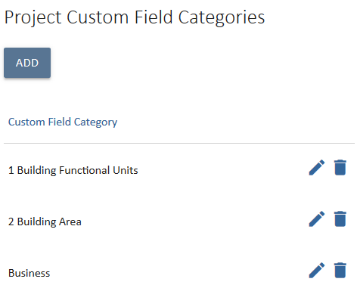 Project Custom Field Categories
ADD
Custom Field Category
1 Building Functional Units
2 Building Area
Business